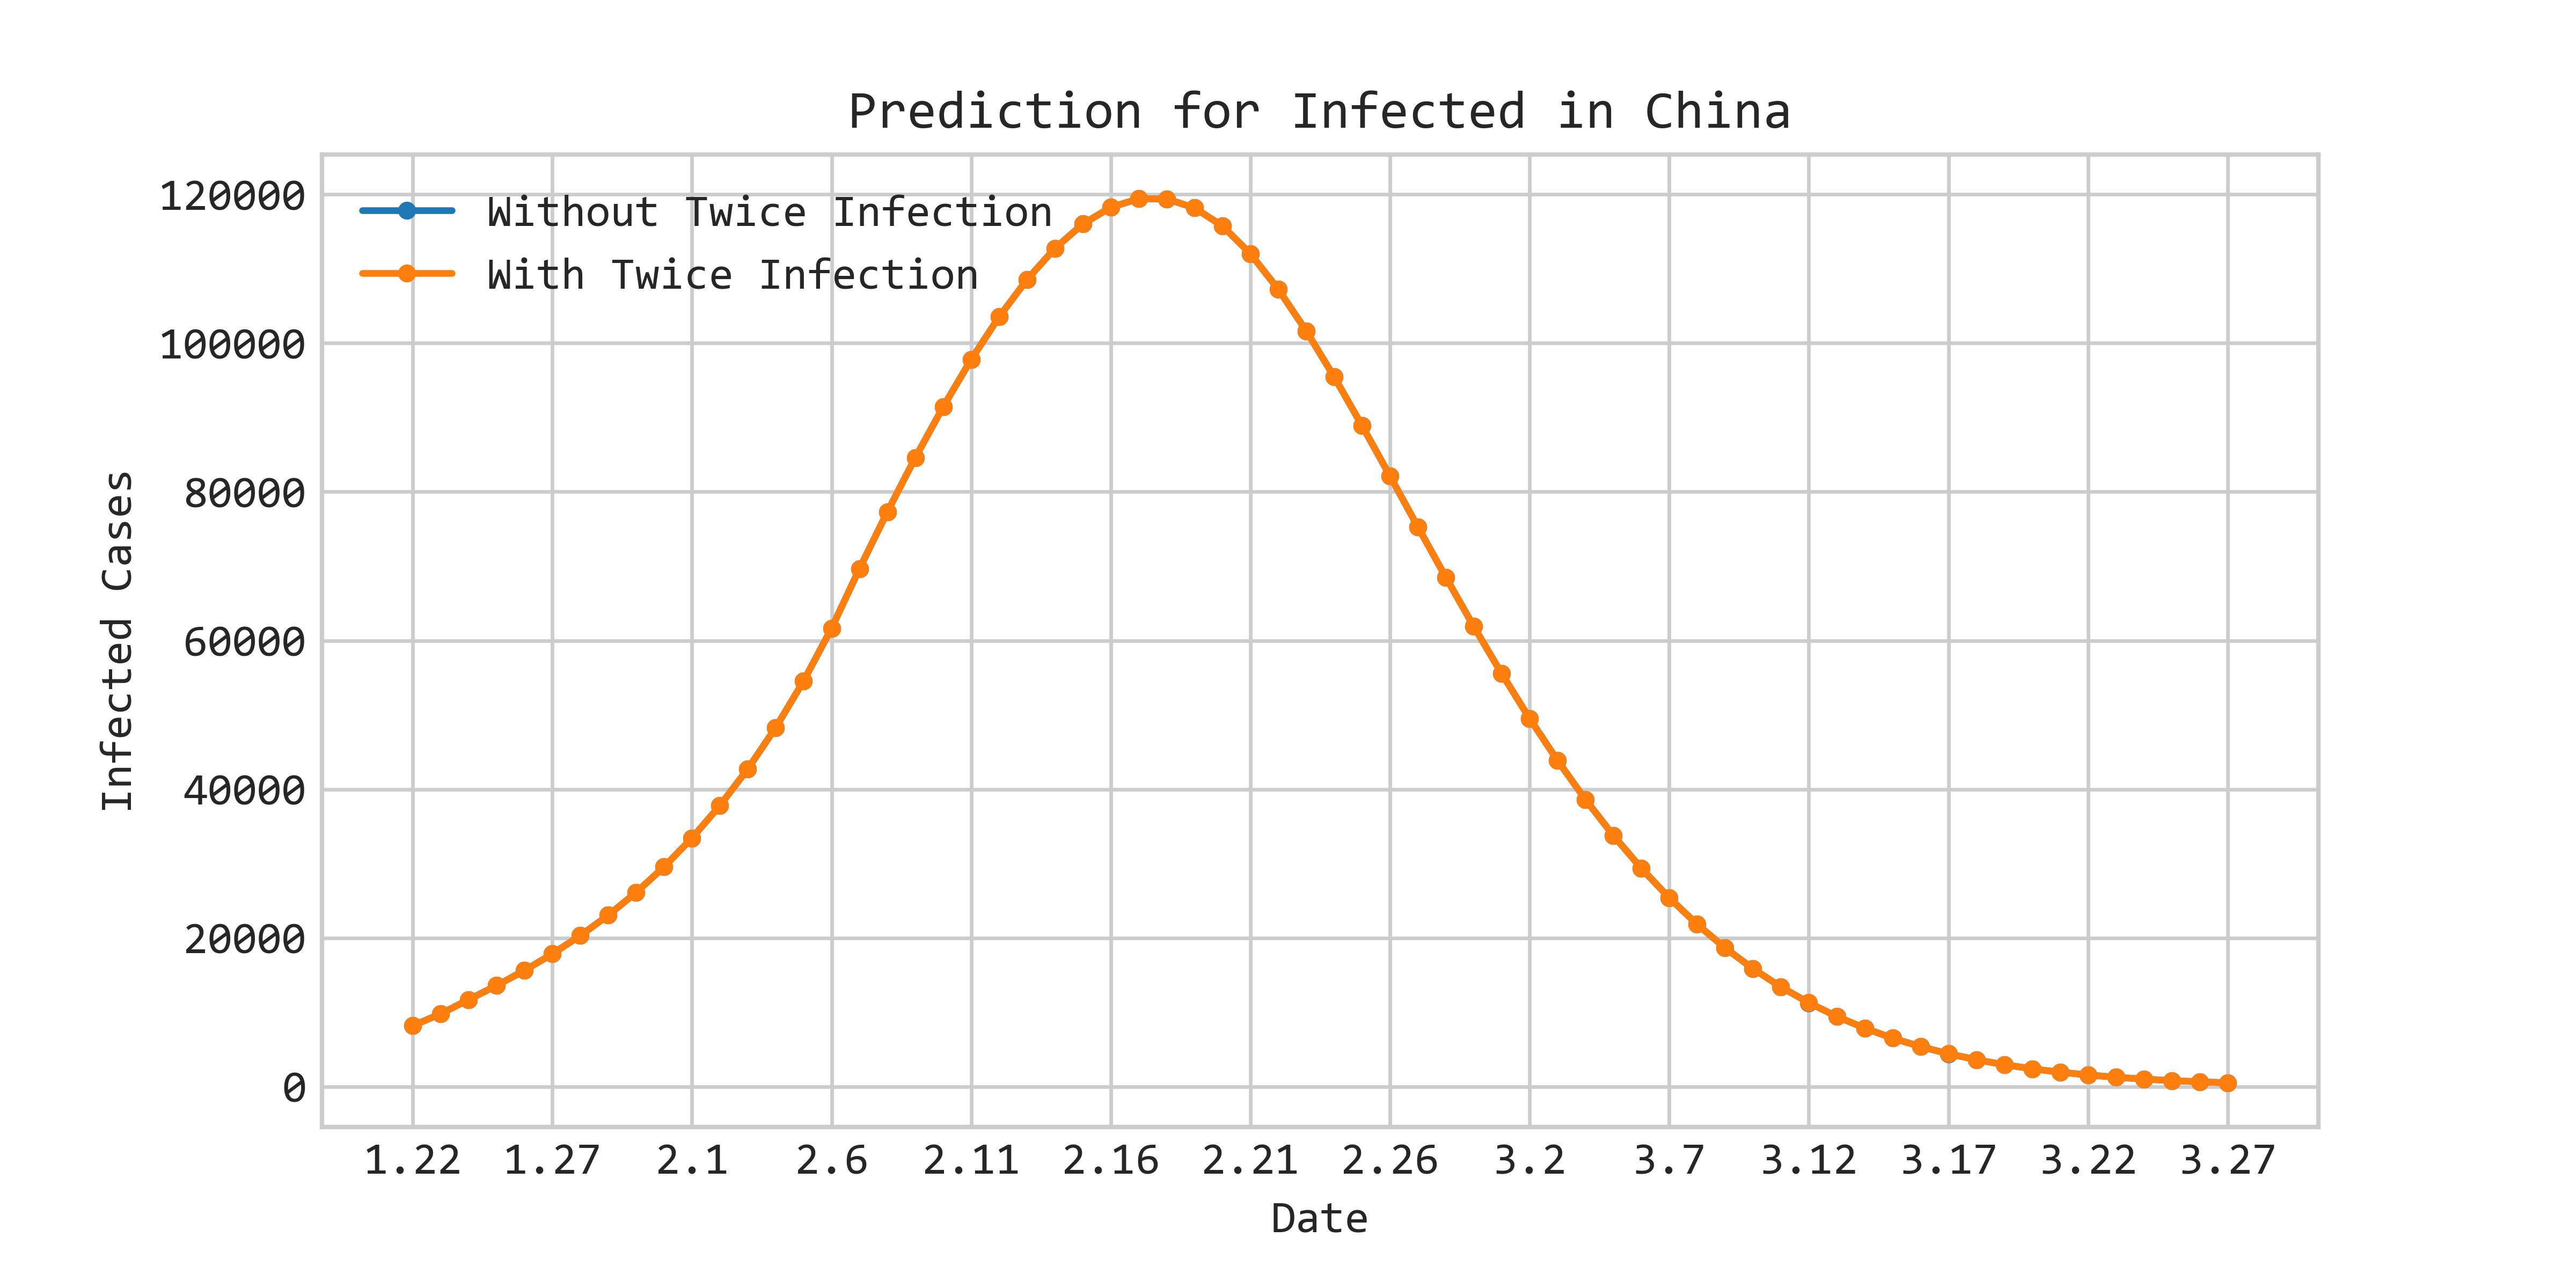 Prediction for Infected in China
Without Twice Infection
With Twice Infection
Infected Cases
120000
100000
80000
60000
40000
20000
0
1.22 1.27 2.1 2.6 2.11 2.16 2.21 2.26 3.2 3.7 3.12 3.17 3.22 3.27
Date